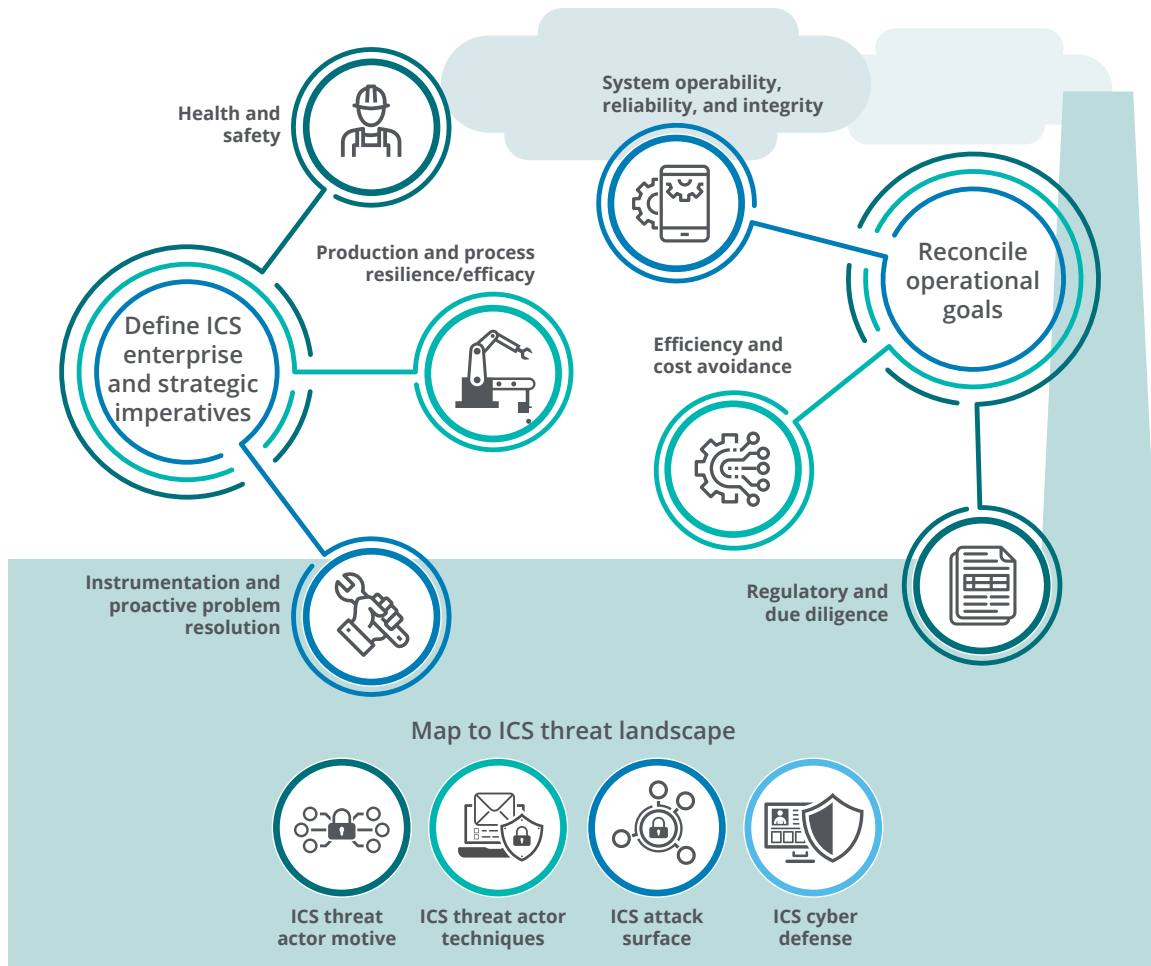 Health and
safety
Production and process
resilience/efficacy
Define ICS
enterprise
and strategic
imperatives
Instrumentation and
proactive problem
resolution
System operability,
reliability, and integrity
Reconcile
operational
goals
Efficiency and
cost avoidance
Regulatory and
due diligence
Map to ICS threat landscape
ICS threat
actor motive
ICS threat actor
techniques
ICS attack
surface
ICS cyber
defense